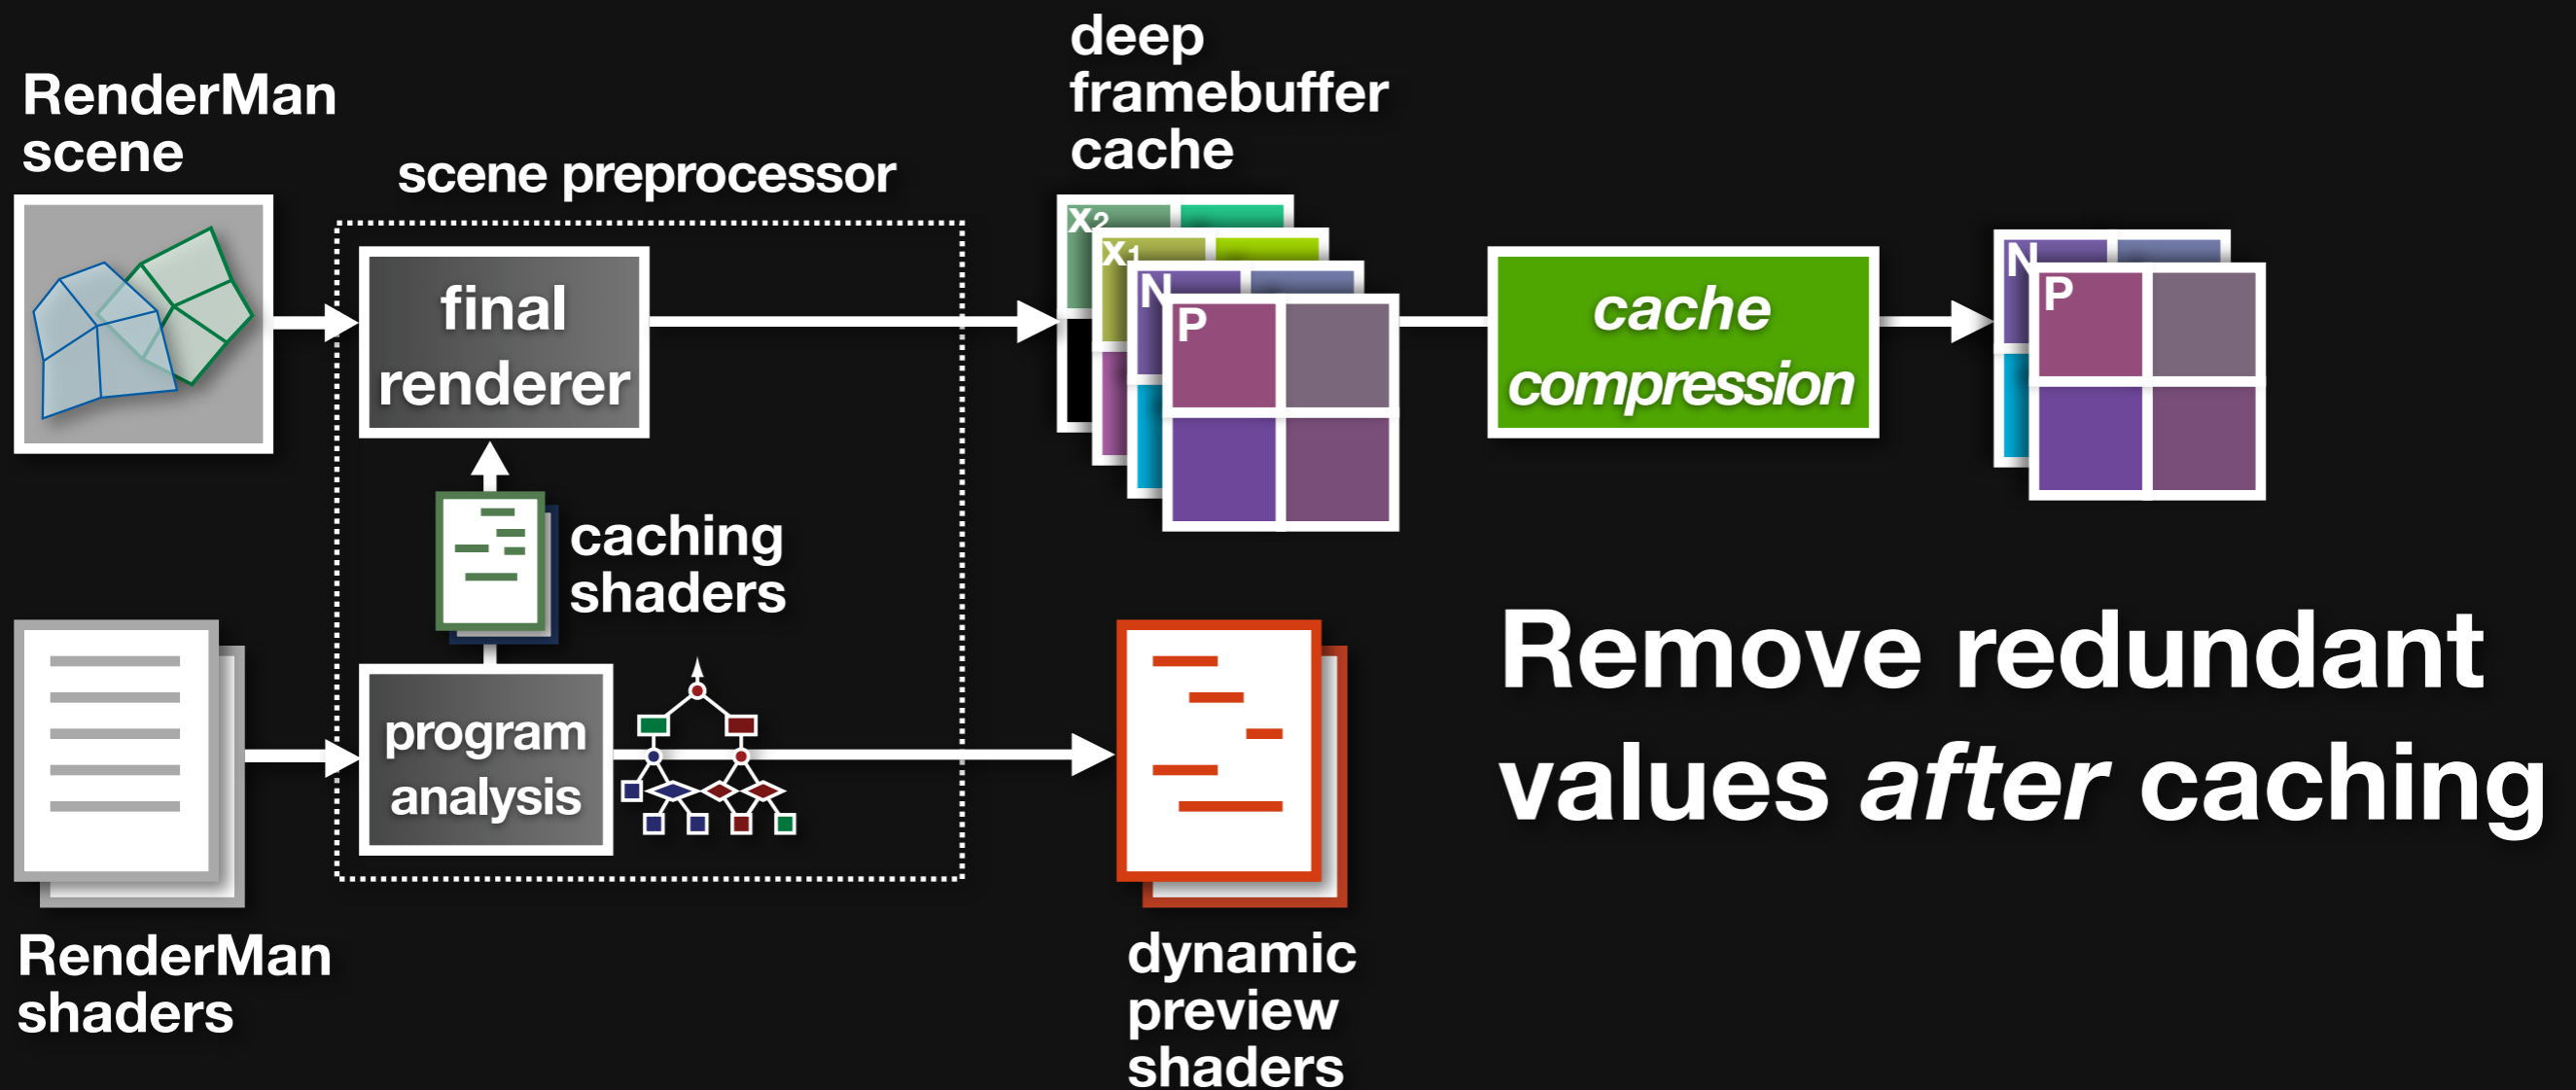 RenderMan
scene
scene preprocessor
deep
framebuffer
cache
final
renderer
x2
x1
N
P
cache
compression
N
P
caching
shaders
program
analysis
Remove redundant
values after caching
RenderMan
shaders
dynamic
preview
shaders